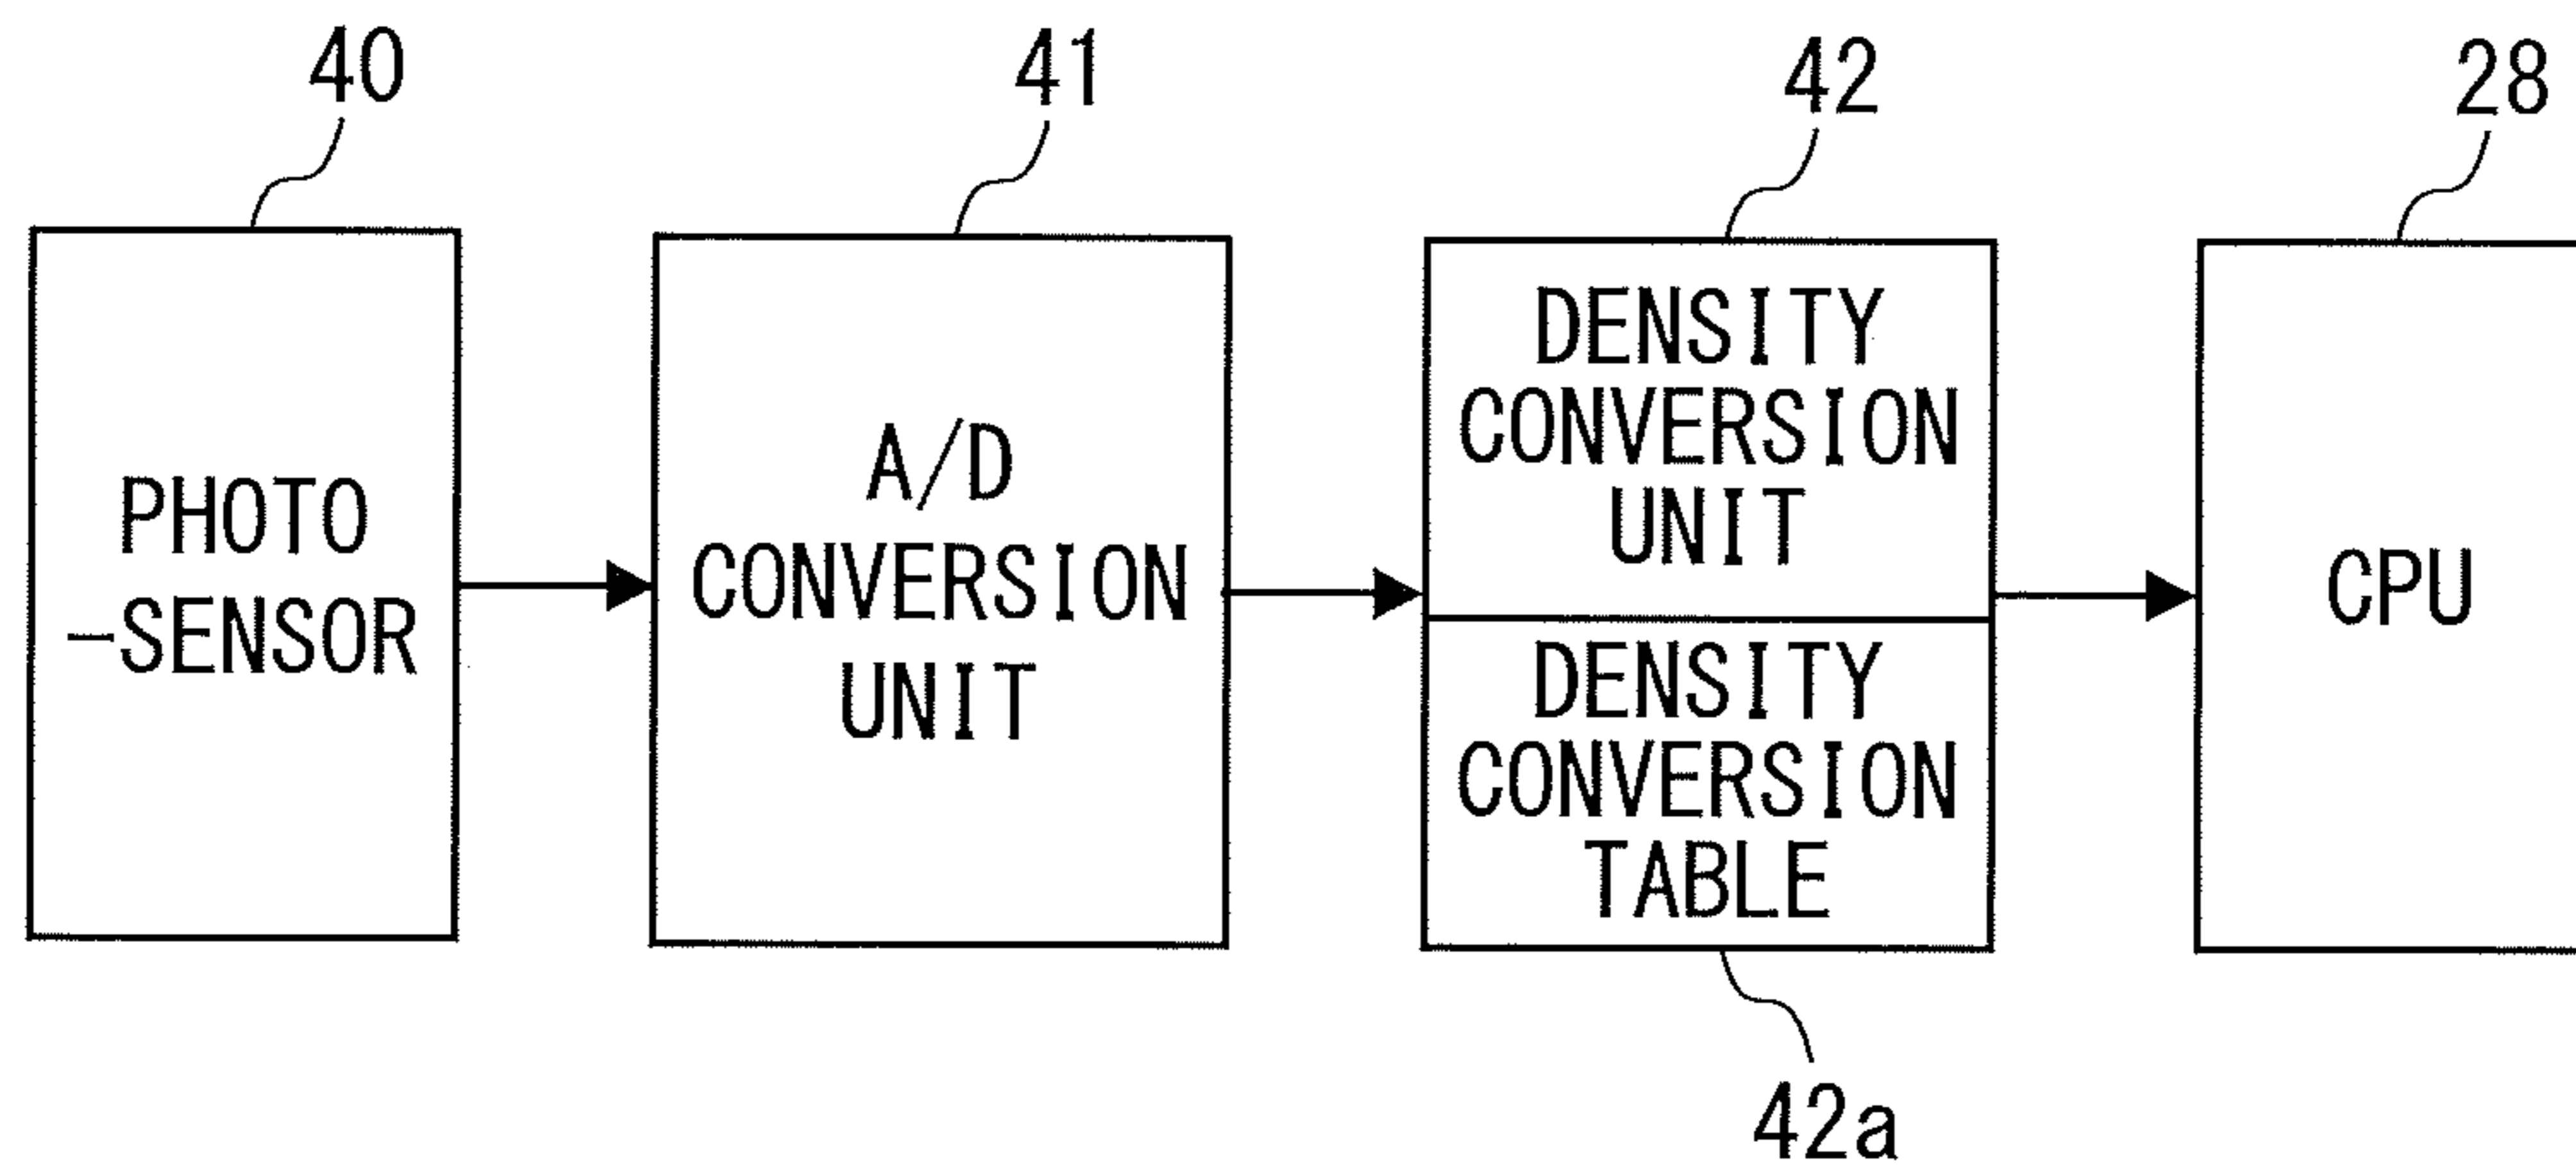 40
41
42
28
PHOTO
-SENSOR
A/D
CONVERSION
UNIT
DENSITY
CONVERSION
UNIT
DENSITY
CONVERSION
TABLE
CPU
42a